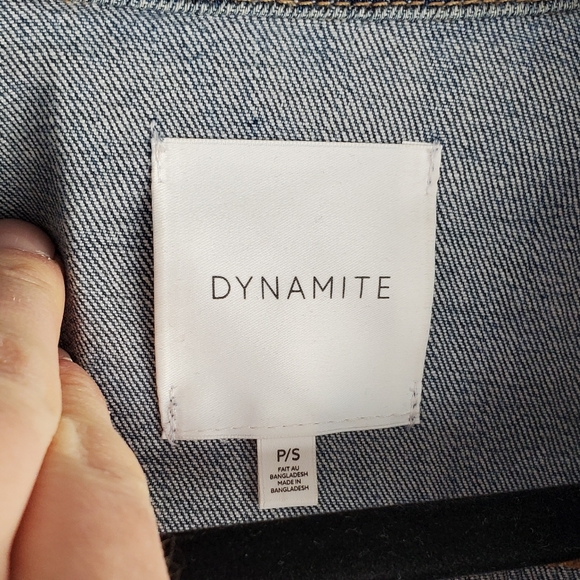 DYNAMITE
P/S
FAIT AU
BANGLADESH
MADE IN
BANGLADESH